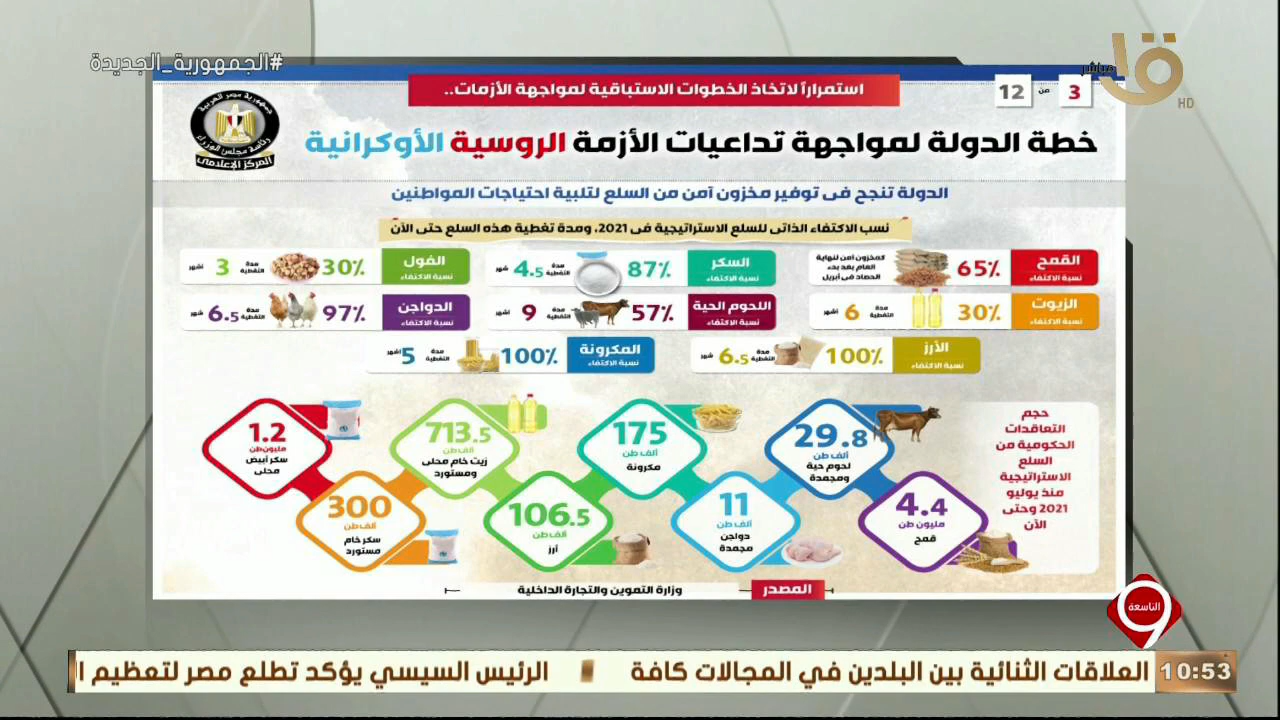 #الجمهورية_الجديدة
مباشر
HD
3 من 12
استمراراً لاتخاذ الخطوات الاستباقية لمواجهة الأزمات..
جمهورية مصر العربية
رئاسة مجلس الوزراء
المركز الإعلامى
خطة الدولة لمواجهة تداعيات الأزمة الروسية الأوكرانية
الدولة تنجح فى توفير مخزون آمن من السلع لتلبية احتياجات المواطنين
نسب الاكتفاء الذاتى للسلع الاستراتيجية فى 2021، ومدة تغطية هذه السلع حتى الآن
القمح
نسبة الاكتفاء
65%
كمخزون آمن لنهاية
العام بعد بدء
الحصاد فى أبريل
السكر
نسبة الاكتفاء
87%
مدة التغطية
4.5 شهر
الفول
نسبة الاكتفاء
30%
مدة التغطية
3 أشهر
الزيوت
نسبة الاكتفاء
30%
مدة التغطية
6 أشهر
اللحوم الحية
نسبة الاكتفاء
57%
مدة التغطية
9 أشهر
الدواجن
نسبة الاكتفاء
97%
مدة التغطية
6.5 شهر
الأرز
نسبة الاكتفاء
100%
مدة التغطية
6.5 شهر
المكرونة
نسبة الاكتفاء
100%
مدة التغطية
5 أشهر
حجم
التعاقدات
الحكومية من
السلع
الاستراتيجية
منذ يوليو
2021 وحتى
الآن
4.4
مليون طن
قمح
29.8
ألف طن
لحوم حية
ومجمدة
11
ألف طن
دواجن
مجمدة
175
ألف طن
مكرونة
106.5
ألف طن
أرز
713.5
ألف طن
زيت خام محلى
ومستورد
300
ألف طن
سكر خام
مستورد
1.2
مليون طن
سكر أبيض
محلى
المصدر
وزارة التموين والتجارة الداخلية
التاسعة
9
10:53
العلاقات الثنائية بين البلدين في المجالات كافة الرئيس السيسي يؤكد تطلع مصر لتعظيم ا